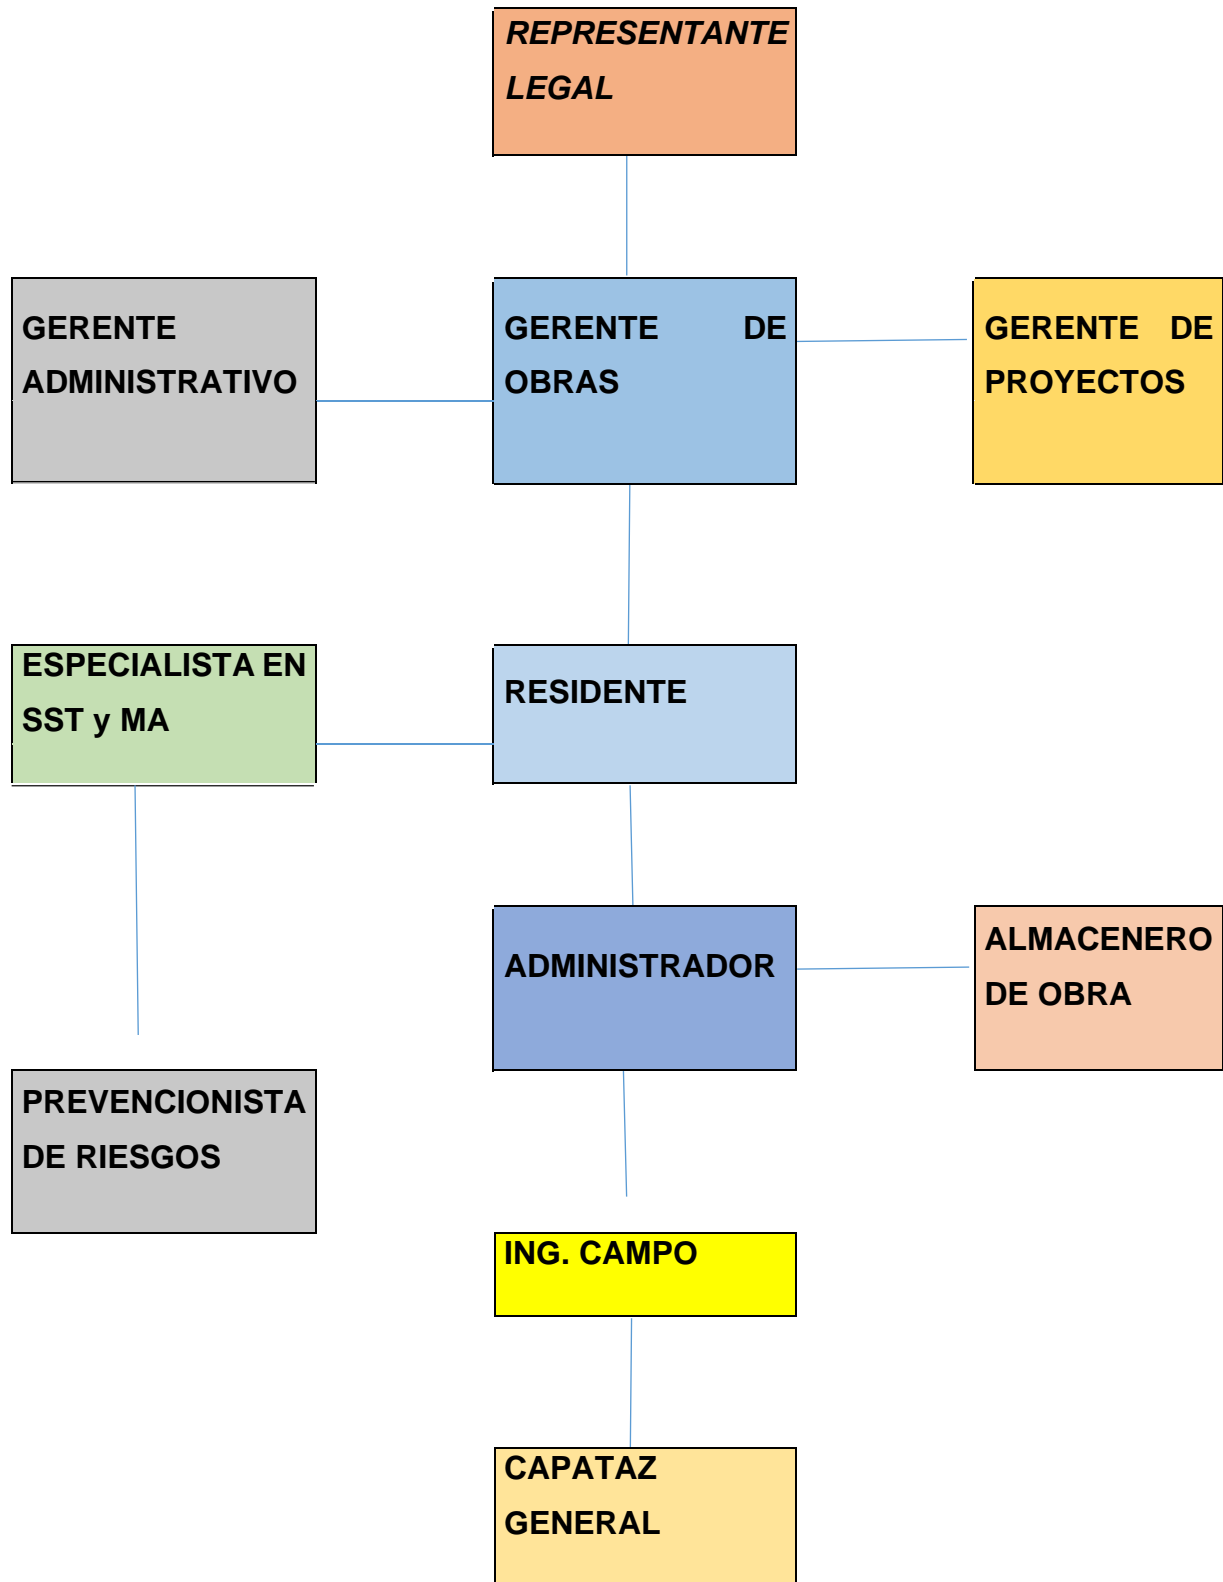 REPRESENTANTE
LEGAL
GERENTE
ADMINISTRATIVO
GERENTE DE
OBRAS
GERENTE DE
PROYECTOS
ESPECIALISTA EN
SST y MA
RESIDENTE
ADMINISTRADOR
ALMACENERO
DE OBRA
PREVENCIONISTA
DE RIESGOS
ING. CAMPO
CAPATAZ
GENERAL